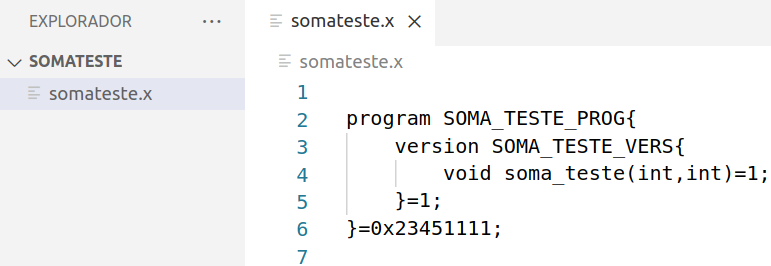 EXPLORADOR ···
SOMATESTE
somateste.x
somateste.x ×
somateste.x
1
2 program SOMA_TESTE_PROG{
3     version SOMA_TESTE_VERS{
4         void soma_teste(int,int)=1;
5     }=1;
6 }=0x23451111;
7